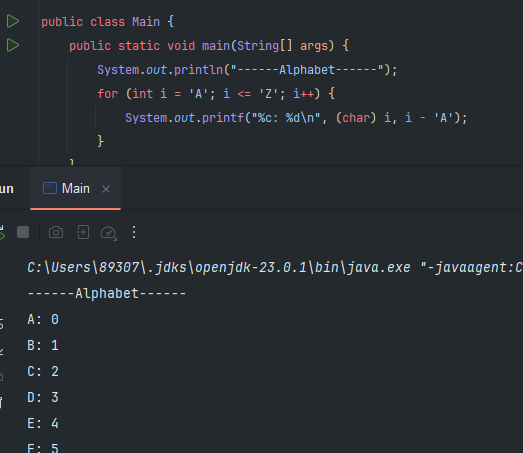 public class Main {
public static void main(String[] args) {
System.out.println("------Alphabet------");
for (int i = 'A'; i <= 'Z'; i++) {
System.out.printf("%c: %d\n", (char) i, i - 'A');
}
}
un Main ×
C:\Users\89307\.jdks\openjdk-23.0.1\bin\java.exe "-javaagent:C
------Alphabet------
A: 0
B: 1
C: 2
D: 3
E: 4
F: 5